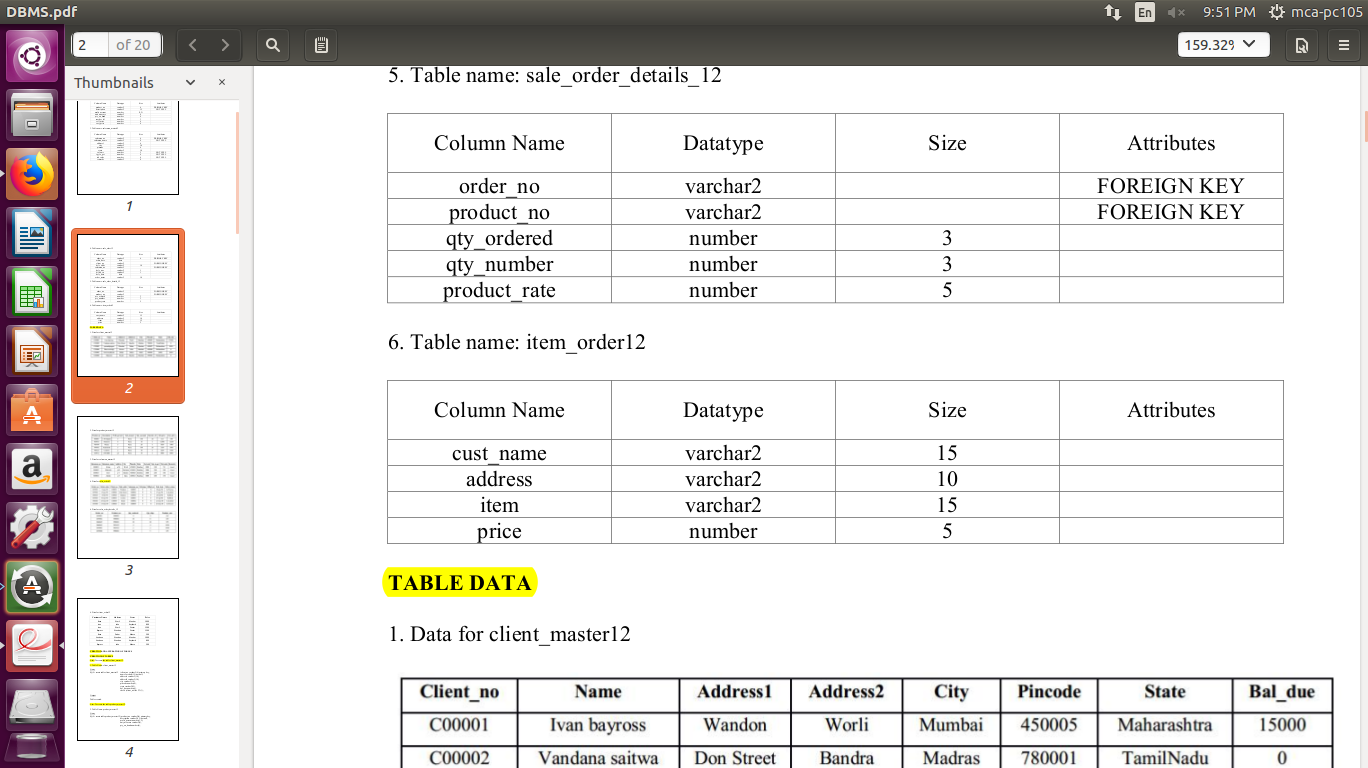 DBMS.pdf
En 9:51 PM mca-pc105
2 of 20 159.32%
Thumbnails
1
2
3
4
5. Table name: sale_order_details_12
Column Name Datatype Size Attributes
order_no varchar2 FOREIGN KEY
product_no varchar2 FOREIGN KEY
qty_ordered number 3
qty_number number 3
product_rate number 5
6. Table name: item_order12
Column Name Datatype Size Attributes
cust_name varchar2 15
address varchar2 10
item varchar2 15
price number 5
TABLE DATA
1. Data for client_master12
Client_no Name Address1 Address2 City Pincode State Bal_due
C00001 Ivan bayross Wandon Worli Mumbai 450005 Maharashtra 15000
C00002 Vandana saitwa Don Street Bandra Madras 780001 TamilNadu 0